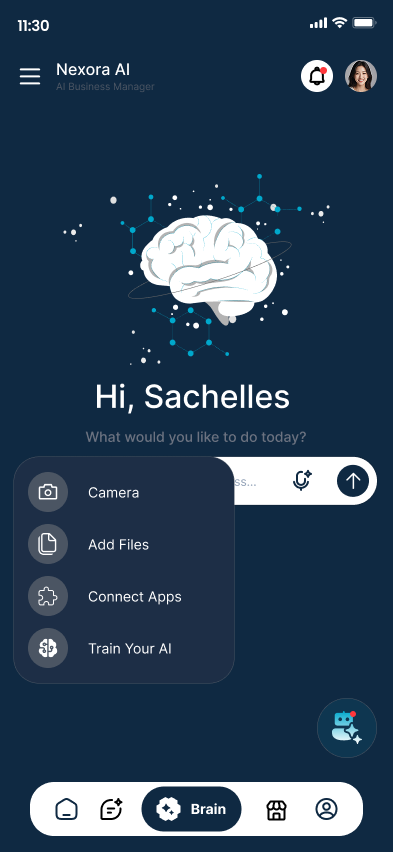 11:30
Nexora AI
AI Business Manager
Hi, Sachelles
What would you like to do today?
ss...
Camera
Add Files
Connect Apps
Train Your AI
Brain